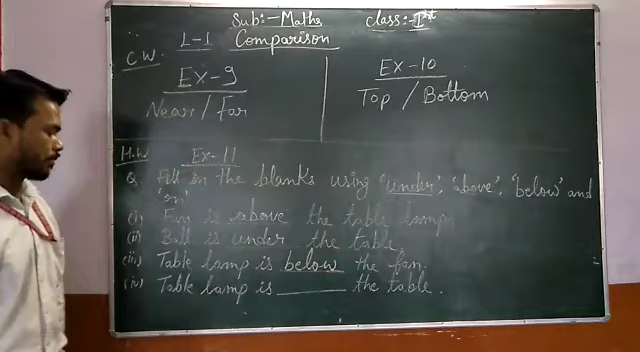 Sub:- Maths Class:- Ist
L-1 Comparison
C.W.
Ex-9
Near / Far
Ex-10
Top / Bottom
H.W Ex-11
Q. Fill in the blanks using 'under', 'above', 'below' and
'on'
(i) Fan is above the table lamp
(ii) Ball is under the table.
(iii) Table lamp is below the fan.
(iv) Table lamp is ______ the table.